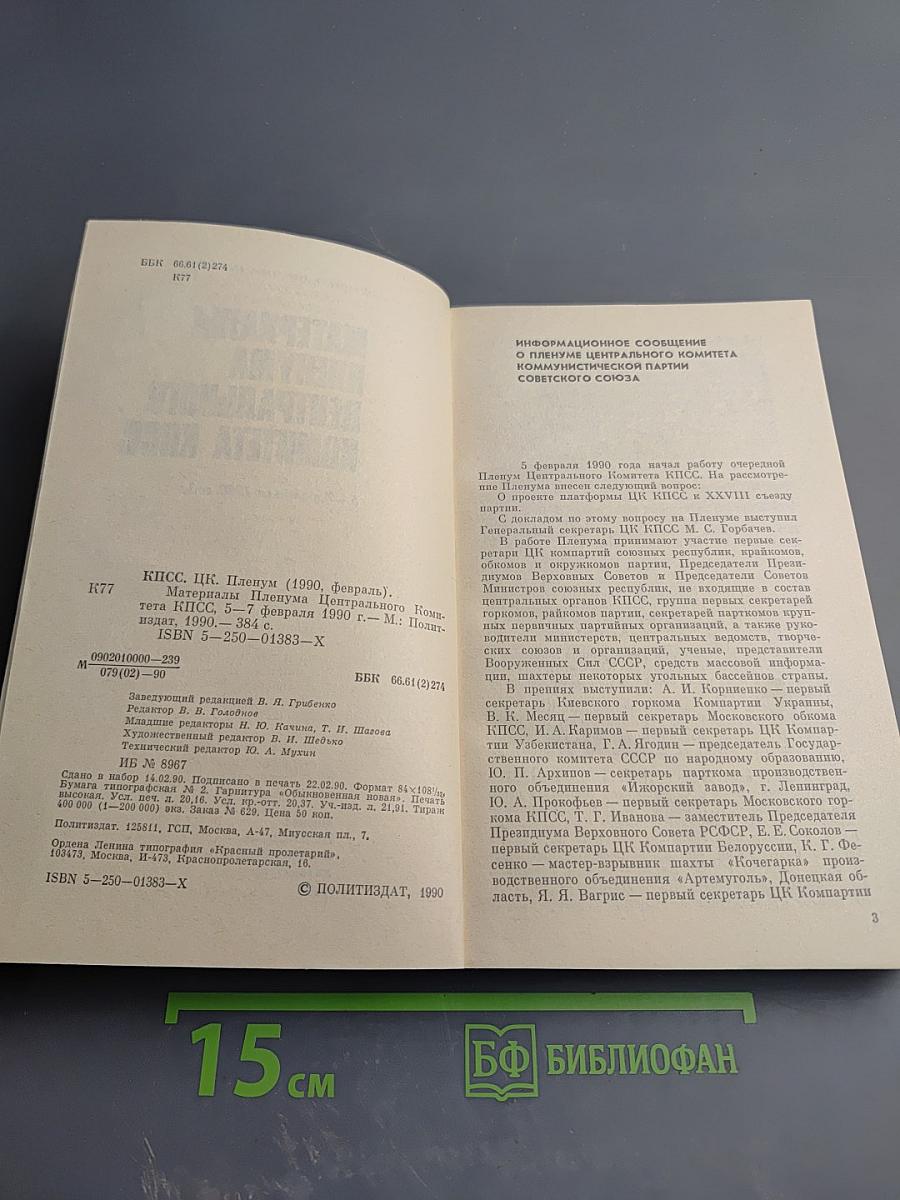 ББК 66.61(2)274
К77
К77
КПСС. ЦК. Пленум (1990, февраль).
Материалы Пленума Центрального Коми-
тета КПСС, 5—7 февраля 1990 г.— М.: Полит-
издат, 1990.— 384 с.
ISBN 5—250—01383—X
М 0902010000—239
079(02)—90
ББК 66.61(2)274
Заведующий редакцией В. Я. Грибенко
Редактор В. В. Голоднов
Младшие редакторы Н. Ю. Качина, Т. И. Шагова
Художественный редактор В. И. Шедько
Технический редактор Ю. А. Мухин
ИБ № 8967
Сдано в набор 14.02.90. Подписано в печать 22.02.90. Формат 84×108 1/32.
Бумага типографская № 2. Гарнитура «Обыкновенная новая». Печать
высокая. Усл. печ. л. 20,16. Усл. кр.-отт. 20,37. Уч.-изд. л. 21,91. Тираж
400 000 (1—200 000) экз. Заказ № 629. Цена 50 коп.
Политиздат. 125811, ГСП, Москва, А-47, Миусская пл., 7.
Ордена Ленина типография «Красный пролетарий».
103473, Москва, И-473, Краснопролетарская, 16.
ISBN 5—250—01383—X
© ПОЛИТИЗДАТ, 1990
ИНФОРМАЦИОННОЕ СООБЩЕНИЕ
О ПЛЕНУМЕ ЦЕНТРАЛЬНОГО КОМИТЕТА
КОММУНИСТИЧЕСКОЙ ПАРТИИ
СОВЕТСКОГО СОЮЗА
5 февраля 1990 года начал работу очередной
Пленум Центрального Комитета КПСС. На рассмотре-
ние Пленума внесен следующий вопрос:
О проекте платформы ЦК КПСС к XXVIII съезду
партии.
С докладом по этому вопросу на Пленуме выступил
Генеральный секретарь ЦК КПСС М. С. Горбачев.
В работе Пленума принимают участие первые сек-
ретари ЦК компартий союзных республик, крайкомов,
обкомов и окружкомов партии, Председатели Прези-
диумов Верховных Советов и Председатели Советов
Министров союзных республик, не входящие в состав
центральных органов КПСС, группа первых секретарей
горкомов, райкомов партии, секретарей парткомов круп-
ных первичных партийных организаций, а также руко-
водители министерств, центральных ведомств, творче-
ских союзов и организаций, ученые, представители
Вооруженных Сил СССР, средств массовой информа-
ции, шахтеры некоторых угольных бассейнов страны.
В прениях выступили: А. И. Корниенко — первый
секретарь Киевского горкома Компартии Украины,
В. К. Месяц — первый секретарь Московского обкома
КПСС, И. А. Каримов — первый секретарь ЦК Компар-
тии Узбекистана, Г. А. Ягодин — председатель Государ-
ственного комитета СССР по народному образованию,
Ю. П. Архипов — секретарь парткома производствен-
ного объединения «Ижорский завод», г. Ленинград,
Ю. А. Прокофьев — первый секретарь Московского гор-
кома КПСС, Т. Г. Иванова — заместитель Председателя
Президиума Верховного Совета РСФСР, Е. Е. Соколов —
первый секретарь ЦК Компартии Белоруссии, К. Г. Фе-
сенко — мастер-взрывник шахты «Кочегарка» произ-
водственного объединения «Артемуголь», Донецкая об-
ласть, Я. Я. Вагрис — первый секретарь ЦК Компартии
3
15 см
БФ БИБЛИОФАН